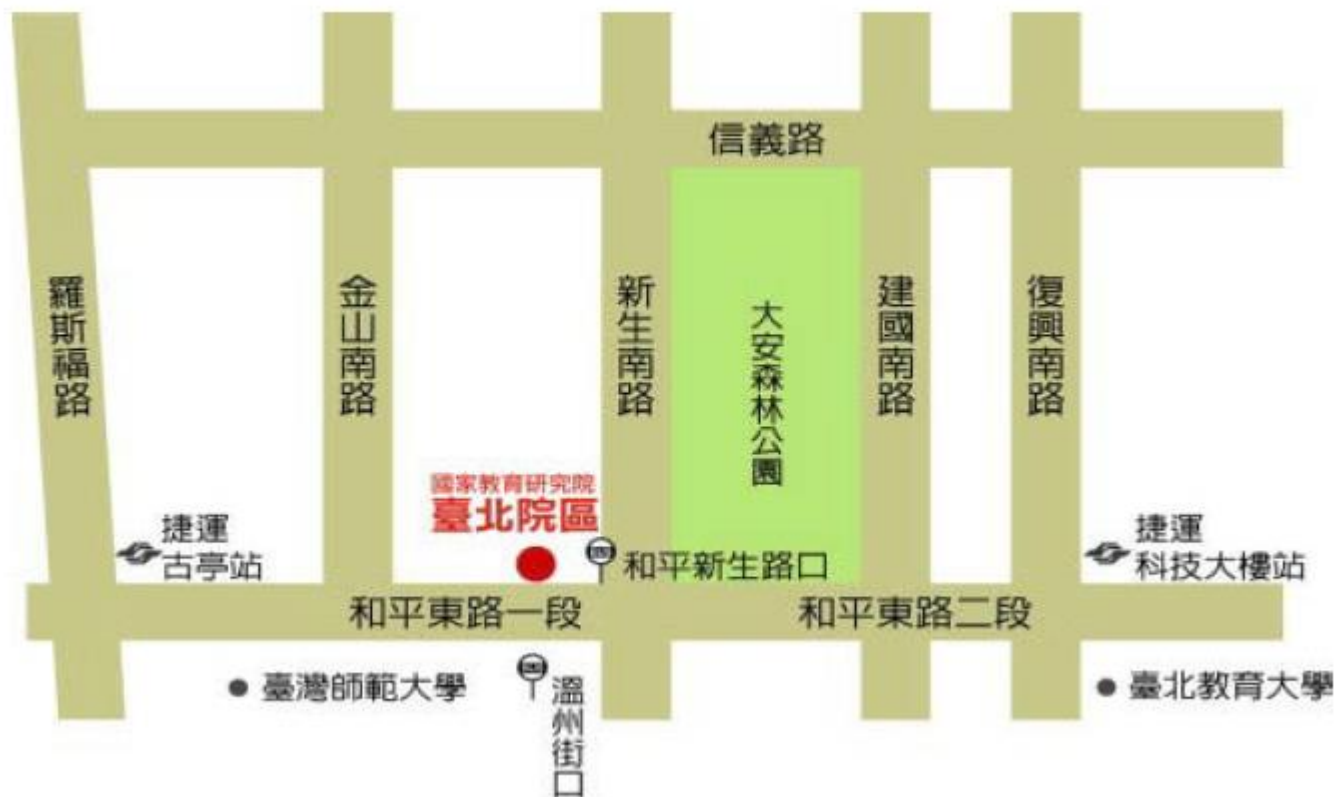 信義路
羅斯福路
金山南路
新生南路
大安森林公園
建國南路
復興南路
國家教育研究院
臺北院區
捷運
古亭站
和平新生路口
捷運
科技大樓站
和平東路一段
和平東路二段
臺灣師範大學
溫州街口
臺北教育大學